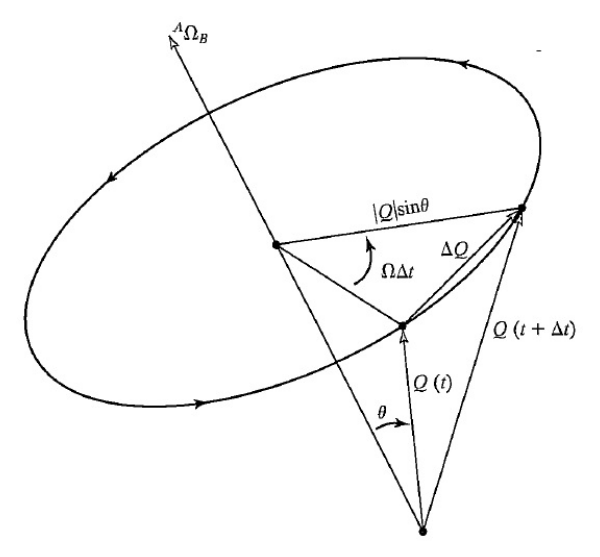 ᴬΩ_B
|Q|sinθ
ΔQ
ΩΔt
Q (t + Δt)
Q (t)
θ